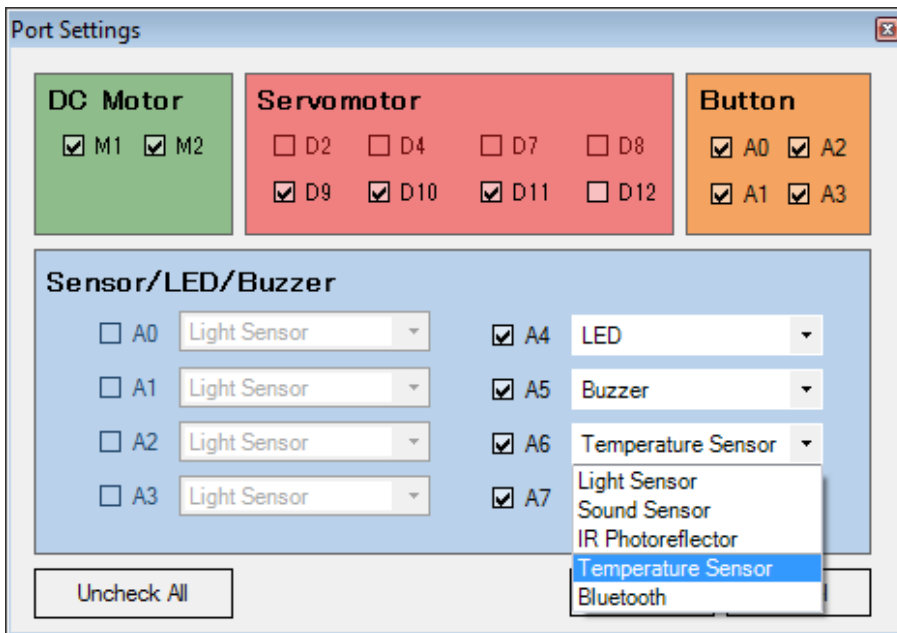 Port Settings
DC Motor
M1 M2
Servomotor
D2 D4 D7 D8
D9 D10 D11 D12
Button
A0 A2
A1 A3
Sensor/LED/Buzzer
A0 Light Sensor
A1 Light Sensor
A2 Light Sensor
A3 Light Sensor
A4 LED
A5 Buzzer
A6 Temperature Sensor
A7
Light Sensor
Sound Sensor
IR Photoreflector
Temperature Sensor
Bluetooth
Uncheck All